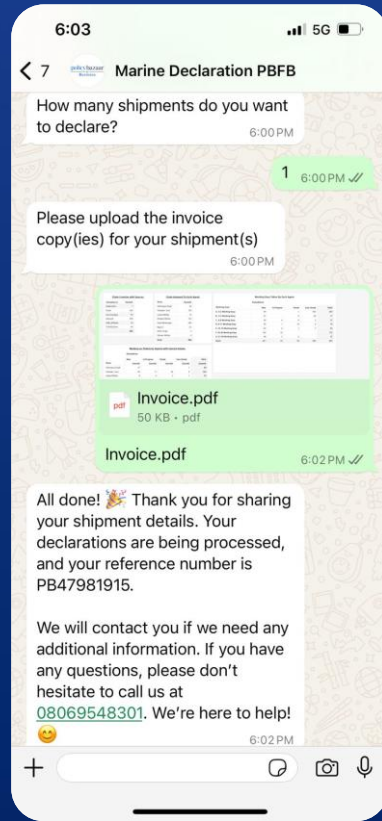 6:03
5G
7
policybazaar
Marine Declaration PBFB
How many shipments do you want
to declare?
6:00 PM
1
6:00 PM
Please upload the invoice
copy(ies) for your shipment(s)
6:00 PM
pdf
Invoice.pdf
50 KB • pdf
Invoice.pdf
6:02 PM
All done! 🎉 Thank you for sharing
your shipment details. Your
declarations are being processed,
and your reference number is
PB47981915.
We will contact you if we need any
additional information. If you have
any questions, please don't
hesitate to call us at
08069548301. We're here to help!
😊
6:02 PM